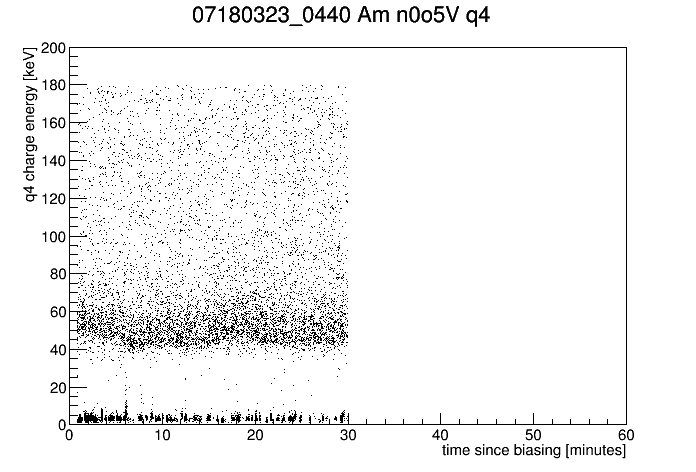 07180323_0440 Am n0o5V q4
q4 charge energy [keV]
200
180
160
140
120
100
80
60
40
20
0
0 10 20 30 40 50 60
time since biasing [minutes]